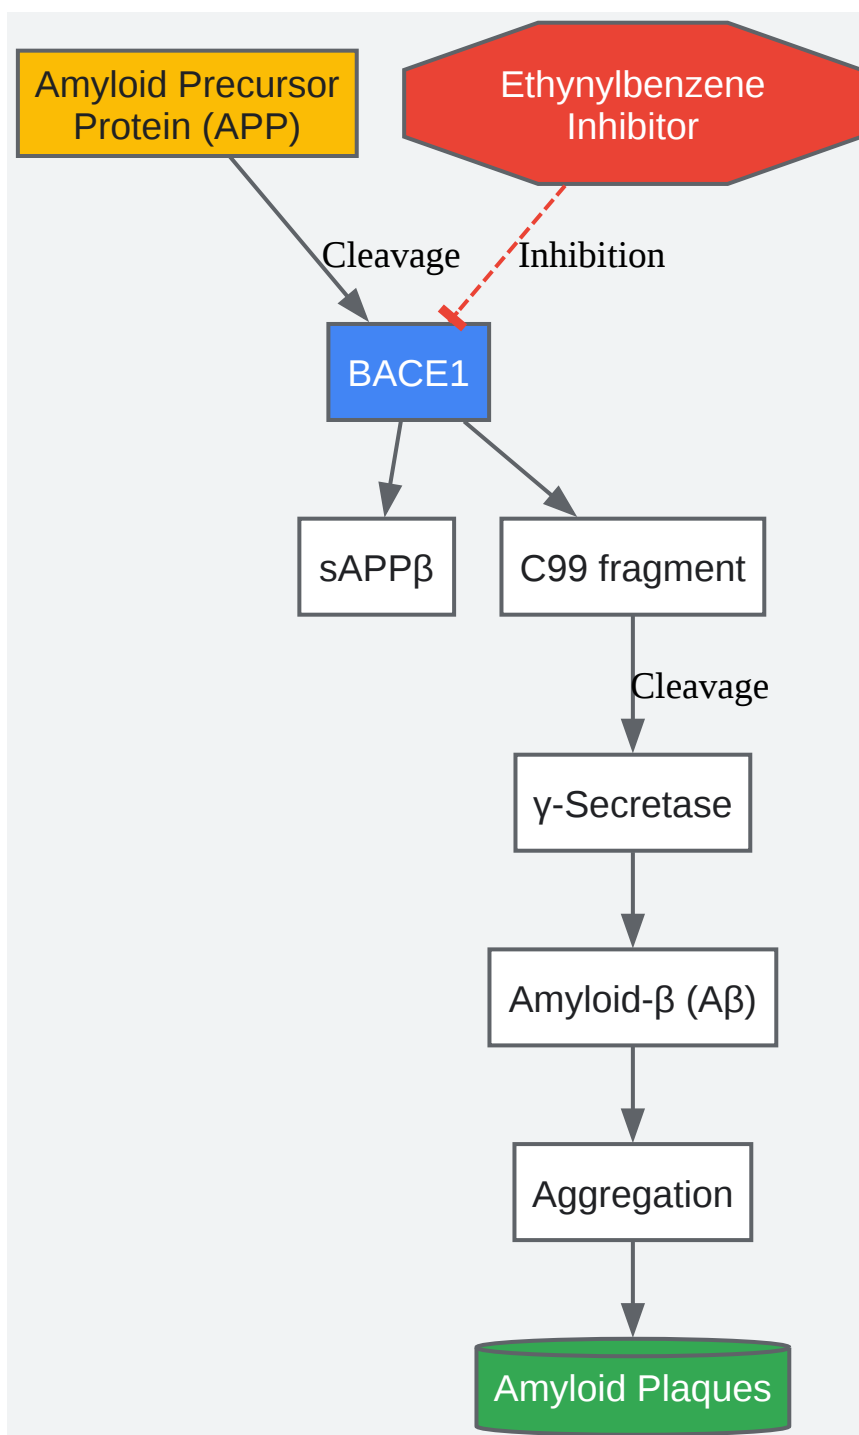 Amyloid Precursor
Protein (APP)
Ethynylbenzene
Inhibitor
Cleavage
Inhibition
BACE1
sAPPβ
C99 fragment
Cleavage
γ-Secretase
Amyloid-β (Aβ)
Aggregation
Amyloid Plaques